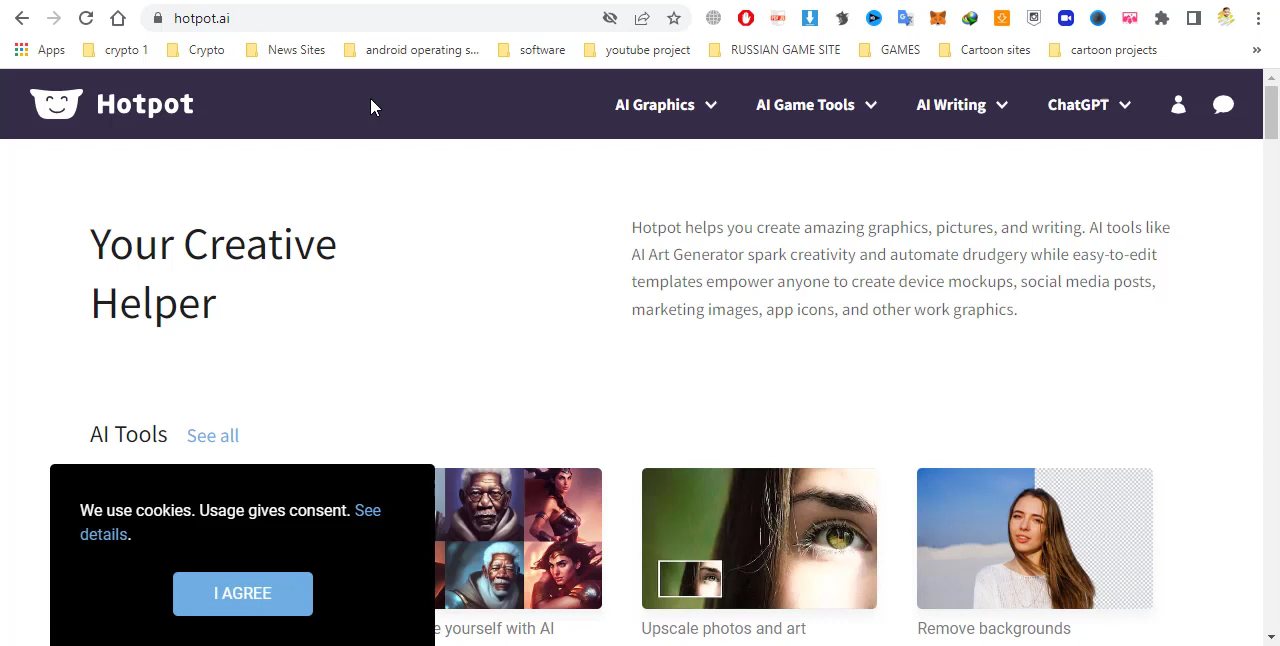 hotpot.ai
Apps crypto 1 Crypto News Sites android operating s... software youtube project RUSSIAN GAME SITE GAMES Cartoon sites cartoon projects »
Hotpot AI Graphics AI Game Tools AI Writing ChatGPT
Your Creative
Helper
Hotpot helps you create amazing graphics, pictures, and writing. AI tools like
AI Art Generator spark creativity and automate drudgery while easy-to-edit
templates empower anyone to create device mockups, social media posts,
marketing images, app icons, and other work graphics.
AI Tools See all
We use cookies. Usage gives consent. See
details.
I AGREE
e yourself with AI
Upscale photos and art
Remove backgrounds